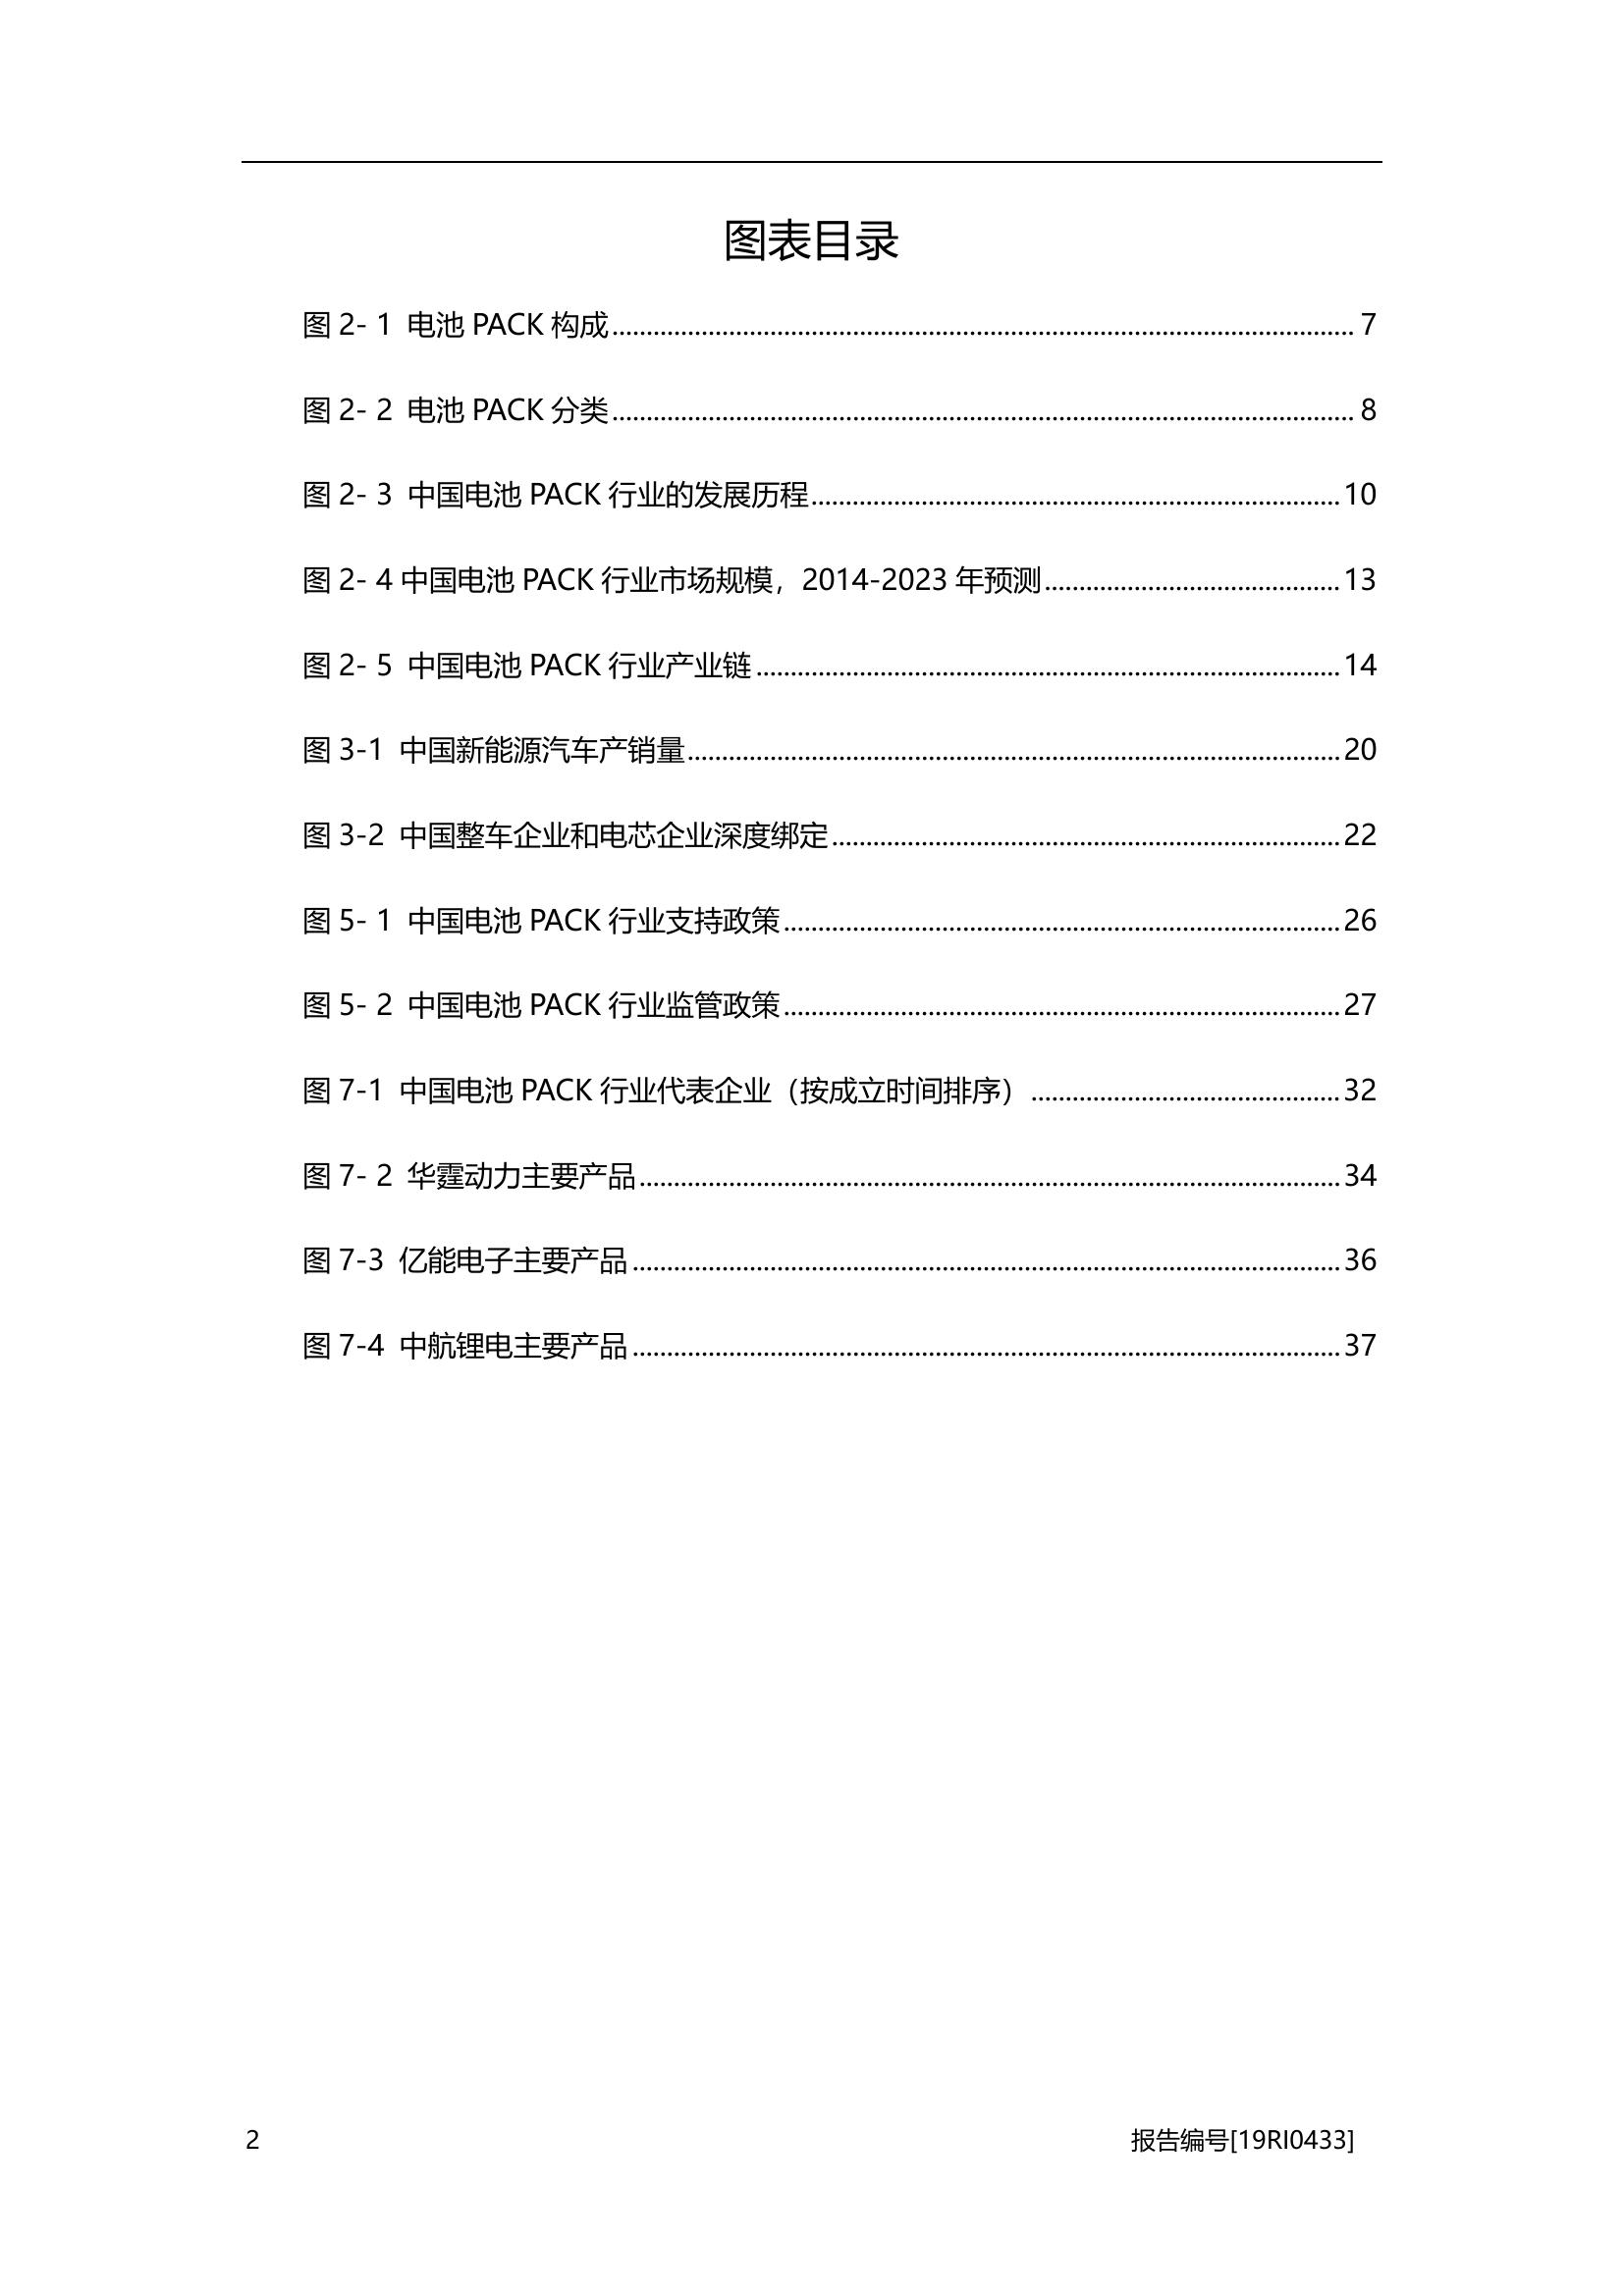 图表目录
图 2- 1 电池 PACK 构成 7
图 2- 2 电池 PACK 分类 8
图 2- 3 中国电池 PACK 行业的发展历程 10
图 2- 4 中国电池 PACK 行业市场规模，2014-2023 年预测 13
图 2- 5 中国电池 PACK 行业产业链 14
图 3-1 中国新能源汽车产销量 20
图 3-2 中国整车企业和电芯企业深度绑定 22
图 5- 1 中国电池 PACK 行业支持政策 26
图 5- 2 中国电池 PACK 行业监管政策 27
图 7-1 中国电池 PACK 行业代表企业（按成立时间排序） 32
图 7- 2 华霆动力主要产品 34
图 7-3 亿能电子主要产品 36
图 7-4 中航锂电主要产品 37
2 报告编号[19RI0433]